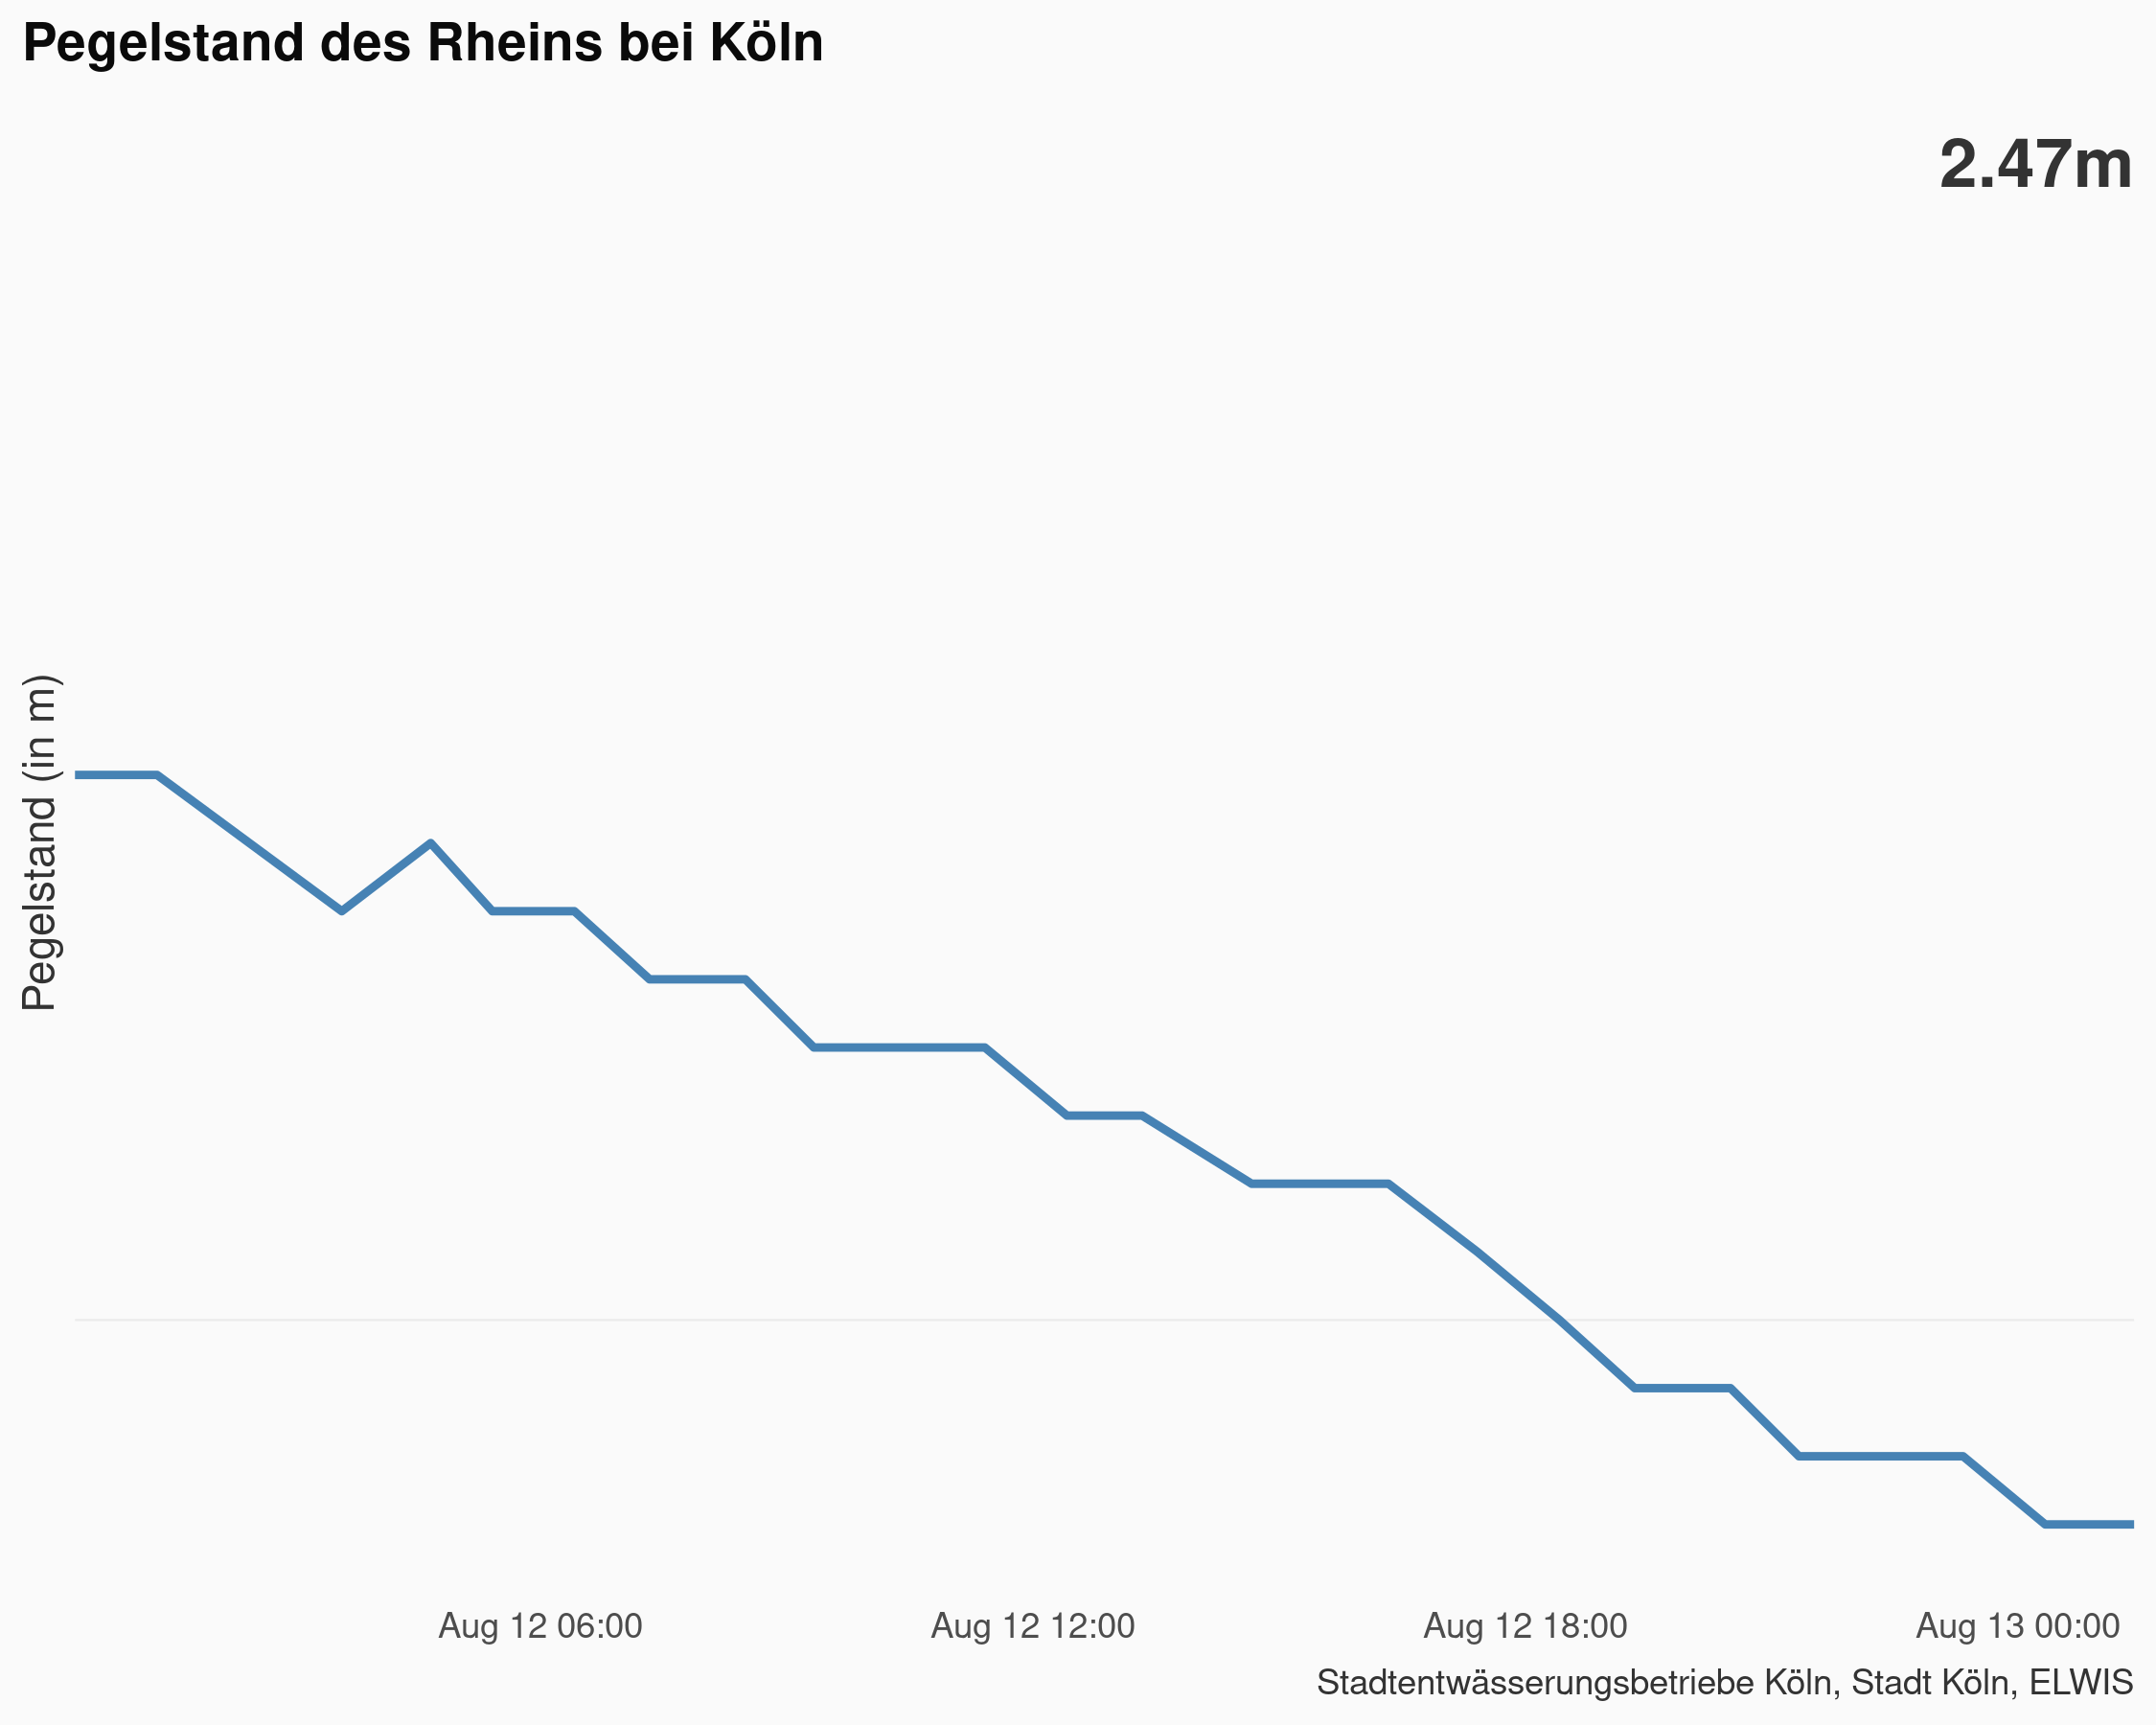 Pegelstand des Rheins bei Köln
2.47m
Pegelstand (in m)
Aug 12 06:00
Aug 12 12:00
Aug 12 18:00
Aug 13 00:00
Stadtentwässerungsbetriebe Köln, Stadt Köln, ELWIS